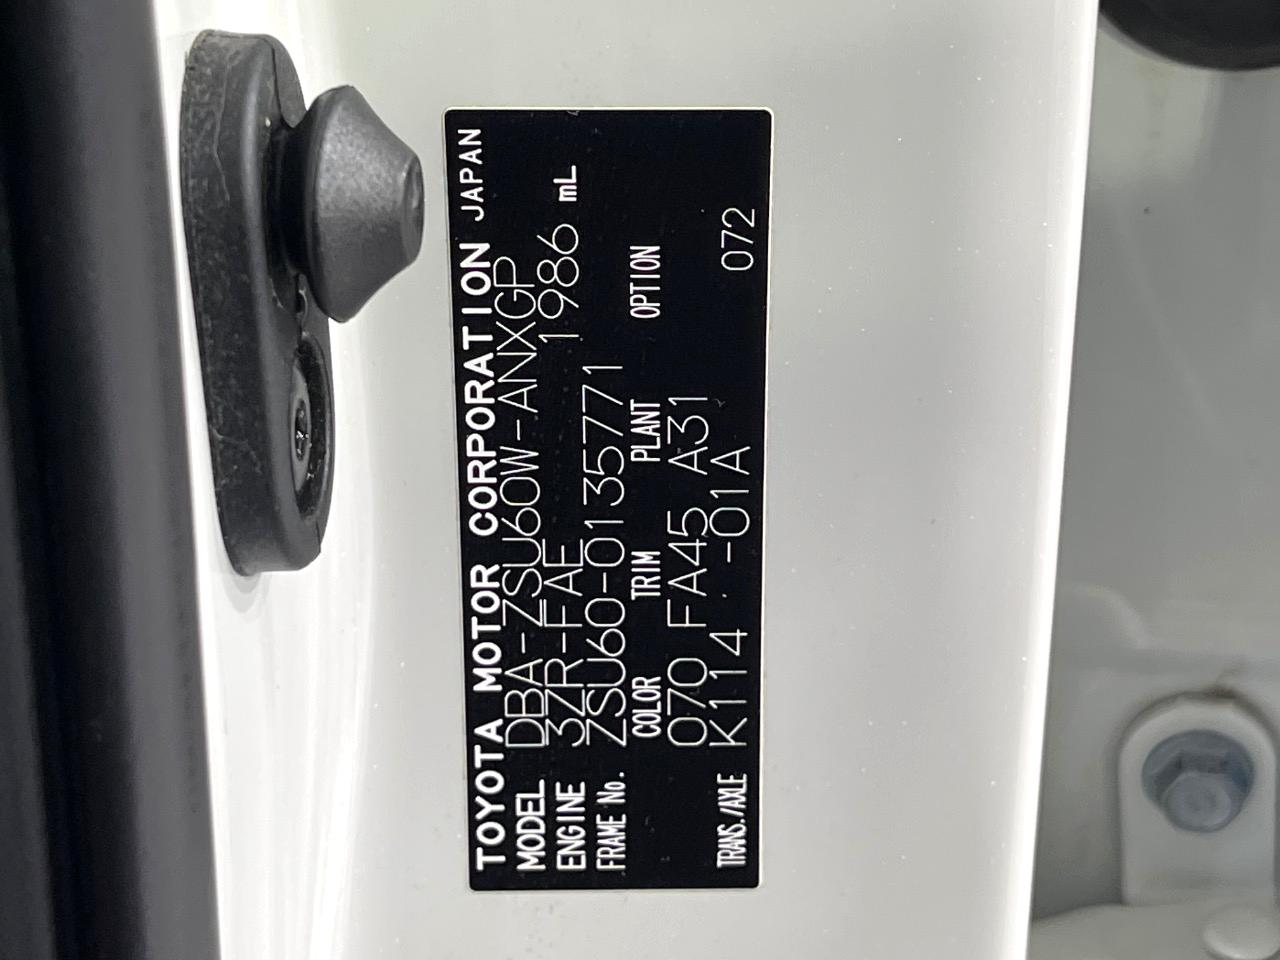 TOYOTA MOTOR CORPORATION JAPAN
MODEL DBA-ZSU60W-ANXGP
ENGINE 3ZR-FAE 1986 mL
FRAME No. ZSU60-0135771
COLOR TRIM PLANT OPTION
070 FA45 A31
TRANS./AXLE K114 -01A 072